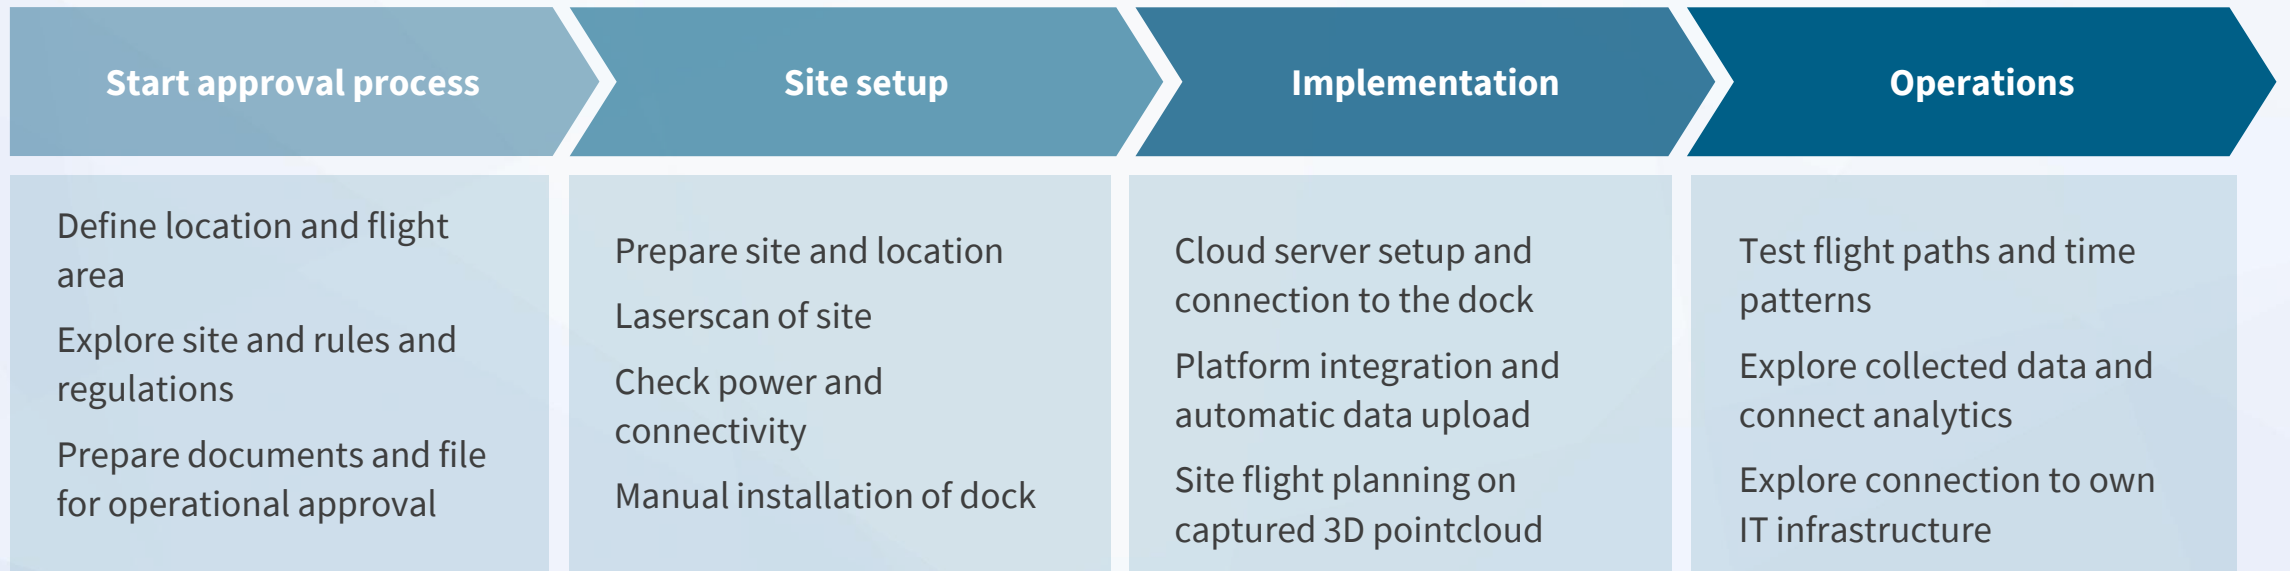 Start approval process
Site setup
Implementation
Operations
Define location and flight
area
Explore site and rules and
regulations
Prepare documents and file
for operational approval
Prepare site and location
Laserscan of site
Check power and
connectivity
Manual installation of dock
Cloud server setup and
connection to the dock
Platform integration and
automatic data upload
Site flight planning on
captured 3D pointcloud
Test flight paths and time
patterns
Explore collected data and
connect analytics
Explore connection to own
IT infrastructure